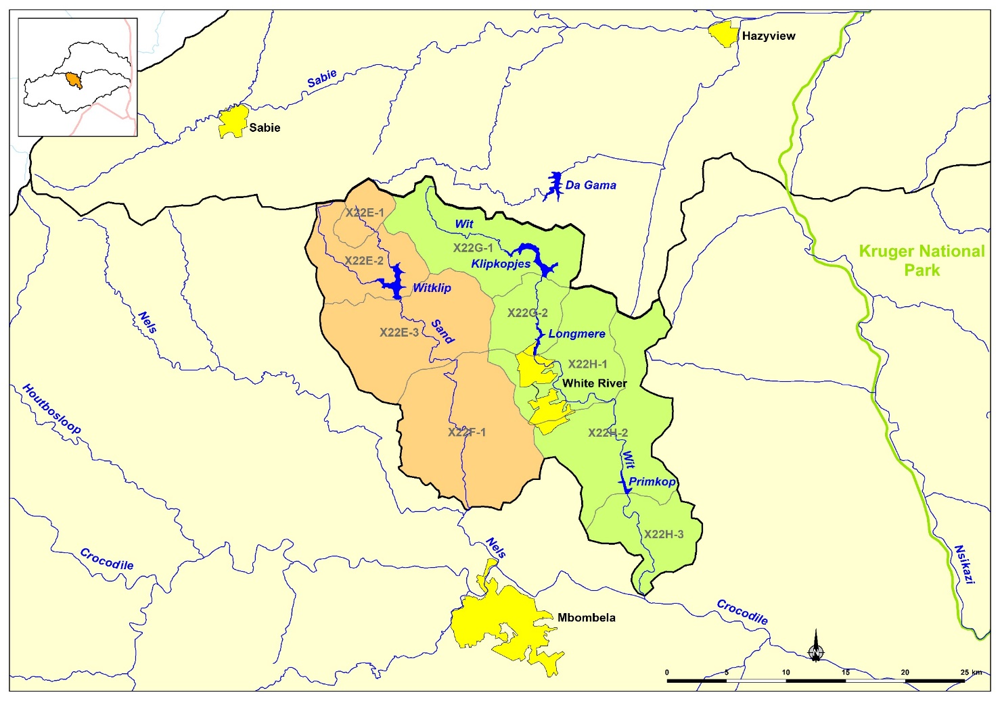 Hazyview
Sabie
Sabie
Da Gama
X22E-1
Wit
X22G-1
Kruger National
Park
X22E-2
Klipkopjes
Witklip
X22G-2
Nels
X22E-3
Sand
Longmere
X22H-1
White River
Houtbosloop
X22F-1
X22H-2
Wit
Primkop
X22H-3
Nels
Crocodile
Nsikazi
Crocodile
Mbombela
N
0 5 10 15 20 25 km